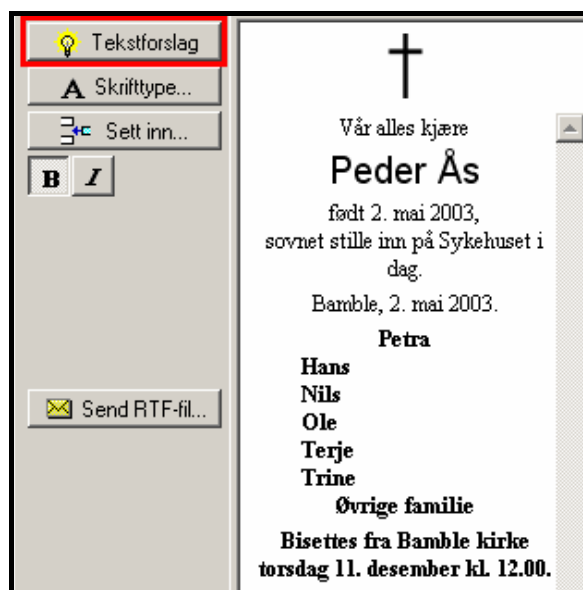 Tekstforslag
Skrifttype...
Sett inn...
B I
Send RTF-fil...
Vår alles kjære
Peder Ås
født 2. mai 2003,
sovnet stille inn på Sykehuset i
dag.
Bamble, 2. mai 2003.
Petra
Hans
Nils
Ole
Terje
Trine
Øvrige familie
Bisettes fra Bamble kirke
torsdag 11. desember kl. 12.00.